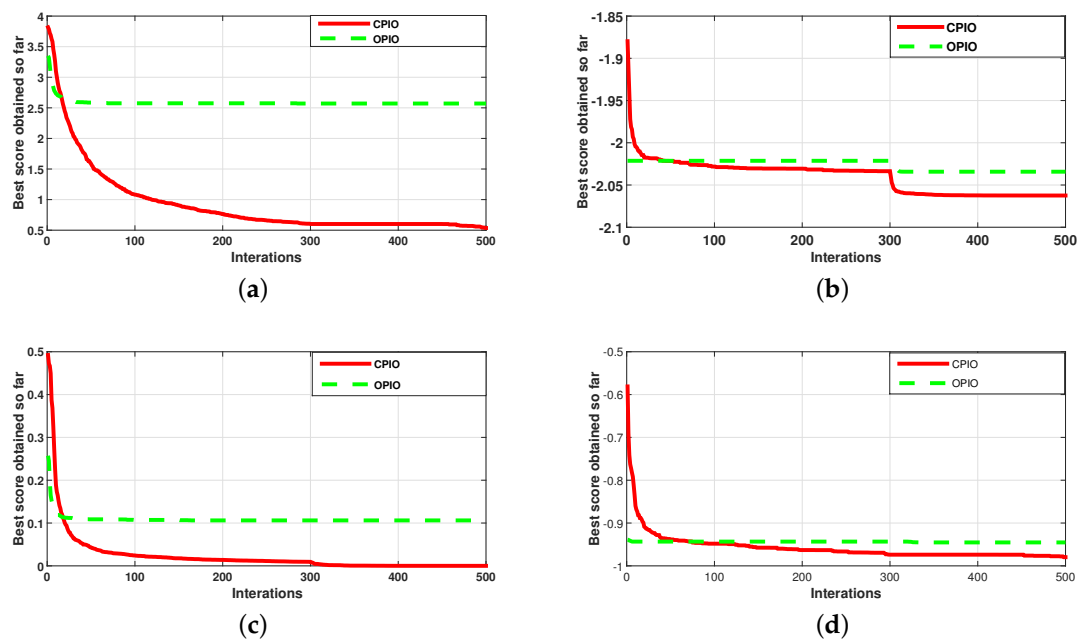 4
3.5
3
2.5
2
1.5
1
0.5
Best score obtained so far
CPIO
OPIO
0
100
200
300
400
500
Interations
(a)
-1.85
-1.9
-1.95
-2
-2.05
-2.1
Best score obtained so far
CPIO
OPIO
0
100
200
300
400
500
Interations
(b)
0.5
0.4
0.3
0.2
0.1
0
Best score obtained so far
CPIO
OPIO
0
100
200
300
400
500
Interations
(c)
-0.5
-0.6
-0.7
-0.8
-0.9
-1
Best score obtained so far
CPIO
OPIO
0
100
200
300
400
500
Interations
(d)